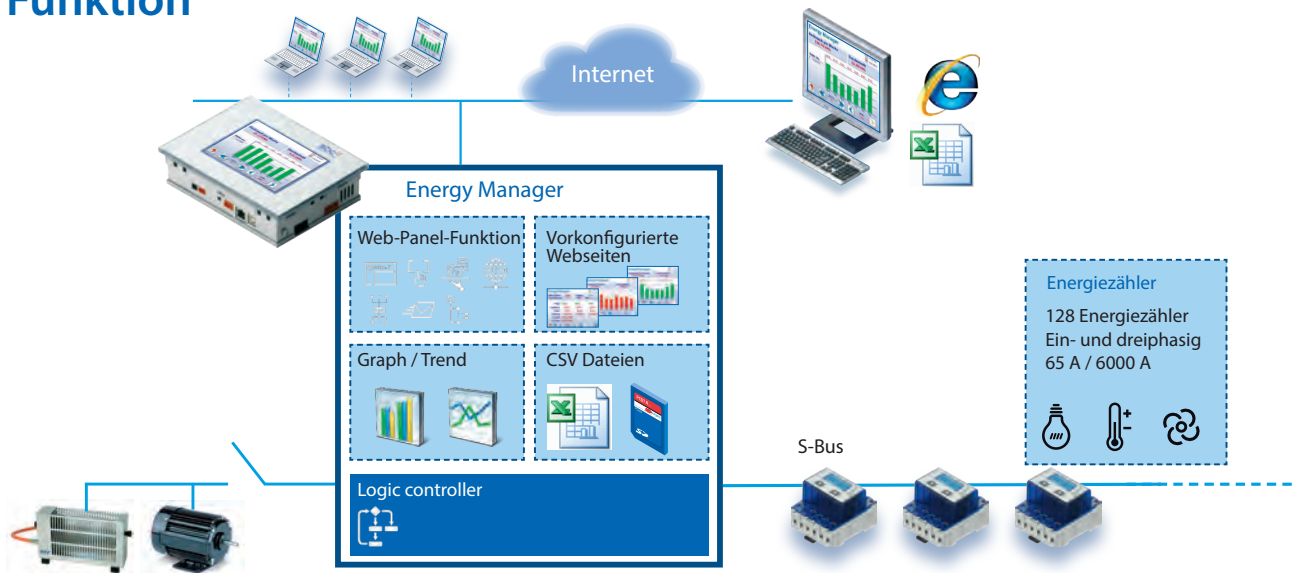 Funktion
Internet
Energy Manager
Web-Panel-Funktion
Vorkonfigurierte
Webseiten
Graph / Trend
CSV Dateien
Logic controller
S-Bus
Energiezähler
128 Energiezähler
Ein- und dreiphasig
65 A / 6000 A